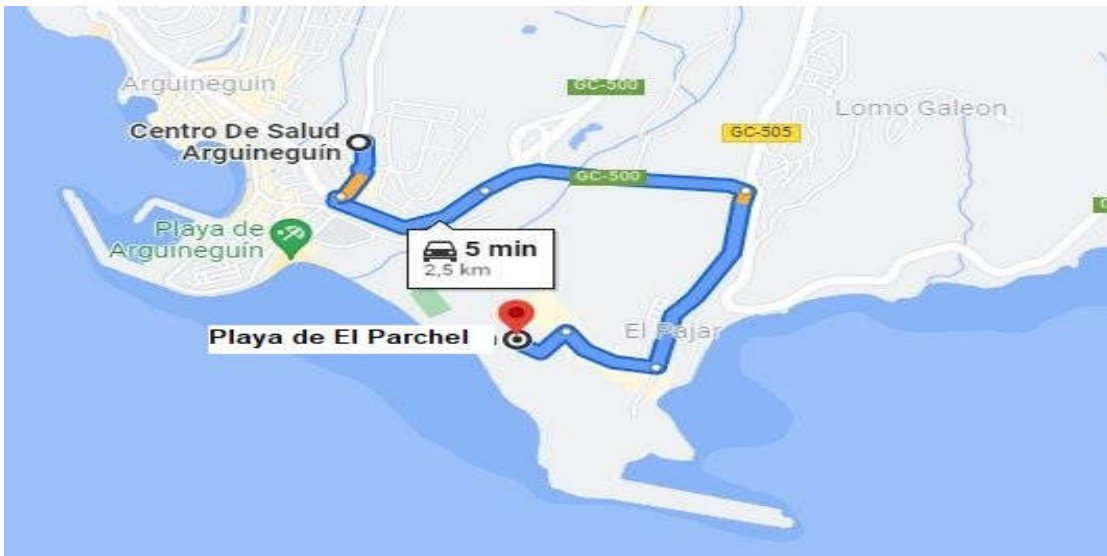 GC-500
Arguineguin
Lomo Galeon
Centro De Salud
Arguineguín
GC-505
GC-500
Playa de
Arguineguín
5 min
2,5 km
El Pajar
Playa de El Parchel